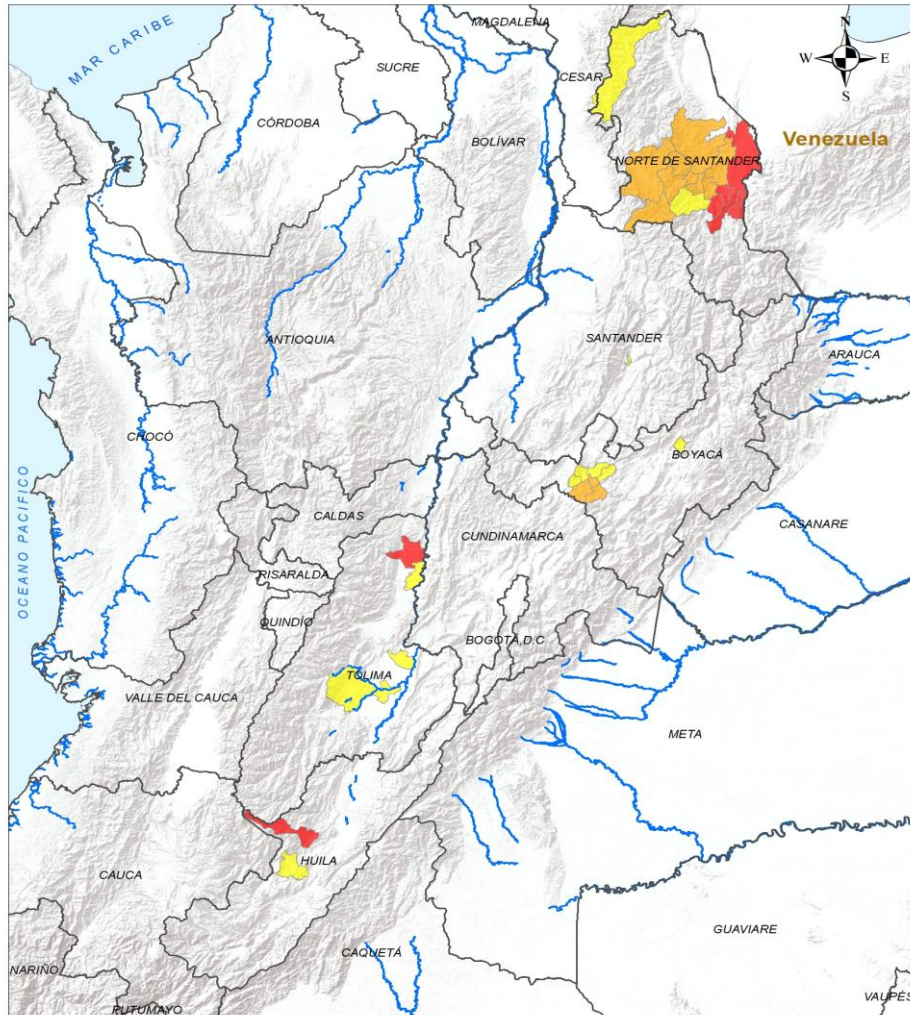 MAGDALENA
N
MAR CARIBE
W
E
SUCRE
CESAR
S
CÓRDOBA
BOLÍVAR
Venezuela
NORTE DE SANTANDER
ANTIOQUIA
SANTANDER
ARAUCA
CHOCÓ
BOYACÁ
CALDAS
CASANARE
CUNDINAMARCA
OCEANO PACIFICO
RISARALDA
QUINDÍO
BOGOTÁ,D.C
TOLIMA
VALLE DEL CAUCA
META
HUILA
CAUCA
GUAVIARE
CAQUETÁ
NARIÑO
VAUPÉS
PUTUMAYO